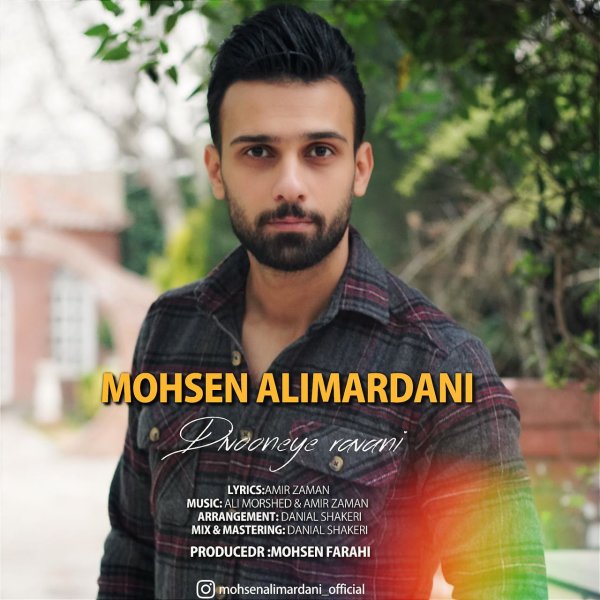 MOHSEN ALIMARDANI
Divooneye ravani
LYRICS:AMIR ZAMAN
MUSIC: ALI MORSHED & AMIR ZAMAN
ARRANGEMENT: DANIAL SHAKERI
MIX & MASTERING: DANIAL SHAKERI
PRODUCEDR :MOHSEN FARAHI
mohsenalimardani_official